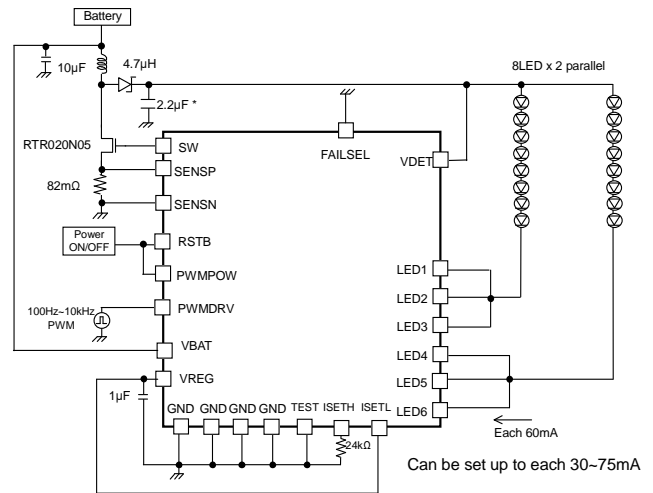 Battery
10µF
4.7µH
2.2µF *
8LED x 2 parallel
RTR020N05
SW
FAILSEL
VDET
SENSP
82mΩ
SENSN
Power
ON/OFF
RSTB
PWMPOW
LED1
LED2
LED3
100Hz~10kHz
PWM
PWMDRV
VBAT
LED4
LED5
LED6
VREG
1µF
GND GND GND GND TEST ISETH ISETL
24kΩ
Each 60mA
Can be set up to each 30~75mA